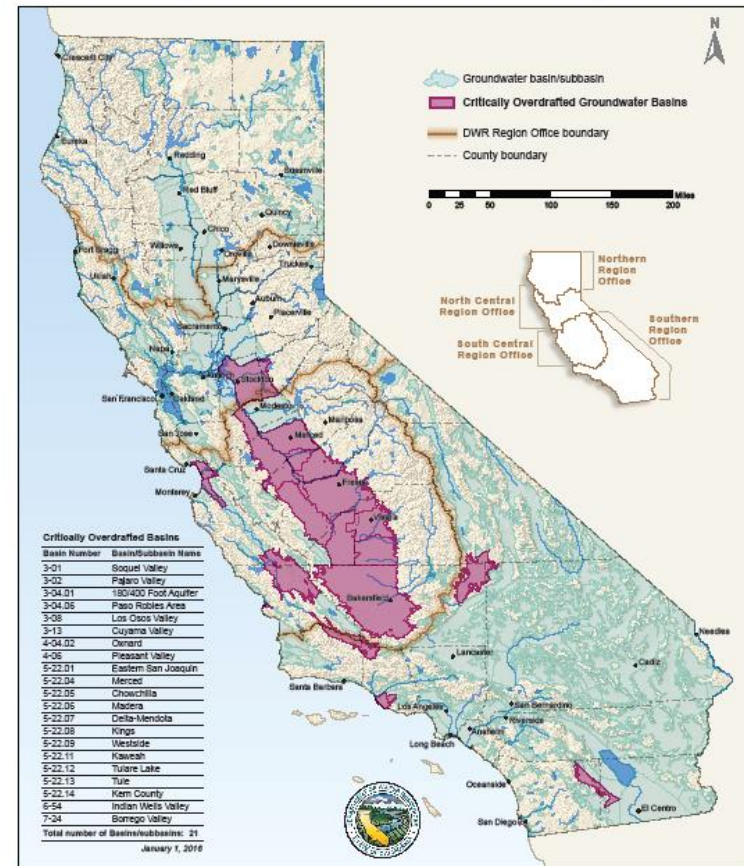 N
Crescent City
Groundwater basin/subbasin
Critically Overdrafted Groundwater Basins
DWR Region Office boundary
County boundary
Miles
0 25 50 100 150 200
Eureka
Redding
Susanville
Red Bluff
Quincy
Chico
Fort Bragg
Willows
Oroville
Downieville
Truckee
Ukiah
Marysville
Auburn
Placerville
Sacramento
Napa
Antioch
Stockton
San Francisco
Oakland
Modesto
Mariposa
San Jose
Merced
Santa Cruz
Monterey
Fresno
Visalia
Bakersfield
Northern
Region
Office
North Central
Region Office
Southern
Region
Office
South Central
Region Office
Needles
Lancaster
Cadiz
Santa Barbara
Los Angeles
San Bernardino
Riverside
Anaheim
Long Beach
Oceanside
San Diego
El Centro
Critically Overdrafted Basins
Basin Number Basin/Subbasin Name
3-01 Soquel Valley
3-02 Pajaro Valley
3-04.01 180/400 Foot Aquifer
3-04.06 Paso Robles Area
3-08 Los Osos Valley
3-13 Cuyama Valley
4-04.02 Oxnard
4-06 Pleasant Valley
5-22.01 Eastern San Joaquin
5-22.04 Merced
5-22.05 Chowchilla
5-22.06 Madera
5-22.07 Delta-Mendota
5-22.08 Kings
5-22.09 Westside
5-22.11 Kaweah
5-22.12 Tulare Lake
5-22.13 Tule
5-22.14 Kern County
6-54 Indian Wells Valley
7-24 Borrego Valley
Total number of Basins/subbasins: 21
January 1, 2016